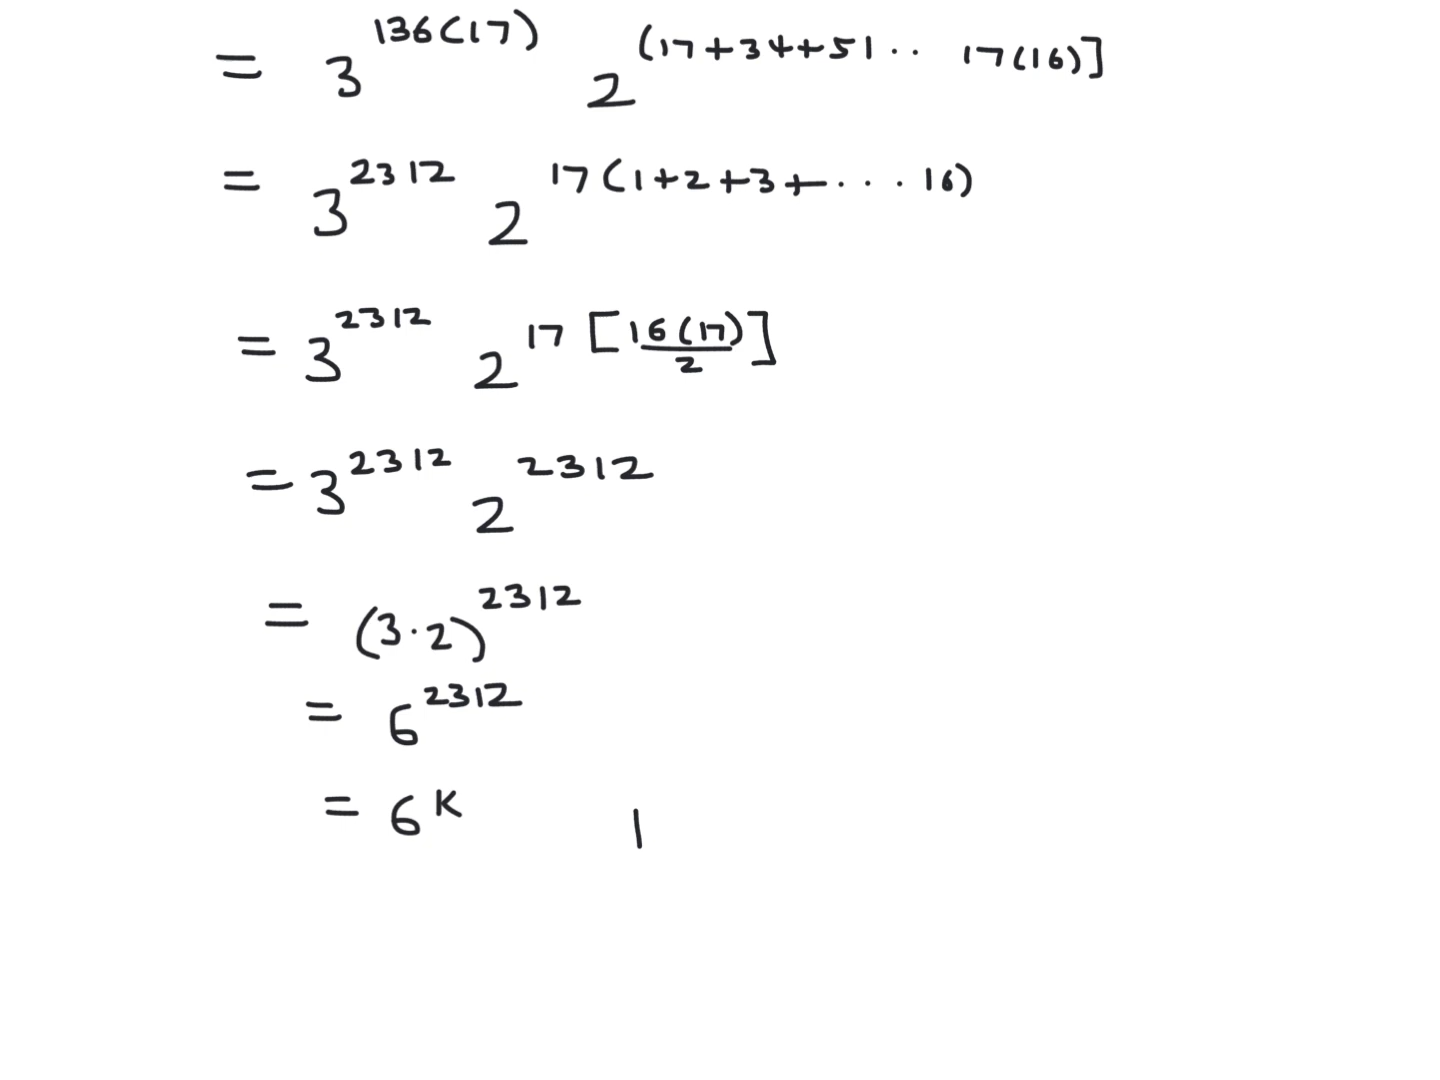 = 3^136(17) 2^(17+34+51.. 17(16)]
= 3^2312 2^17(1+2+3+....16)
= 3^2312 2^17[16(17)/2]
= 3^2312 2^2312
= (3·2)^2312
= 6^2312
= 6^K |